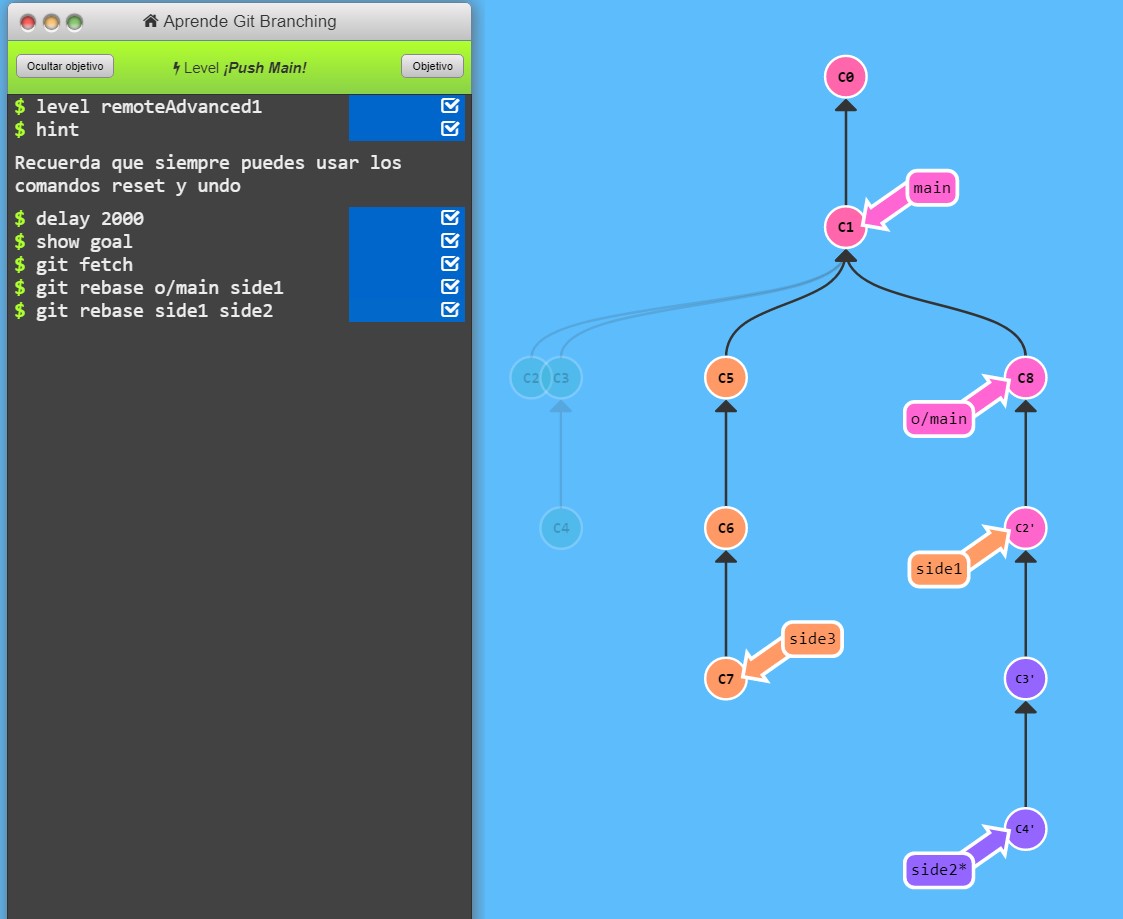 Aprende Git Branching
Ocultar objetivo
Level ¡Push Main!
Objetivo
$ level remoteAdvanced1
$ hint
Recuerda que siempre puedes usar los
comandos reset y undo
$ delay 2000
$ show goal
$ git fetch
$ git rebase o/main side1
$ git rebase side1 side2
C0
main
C1
C2
C3
C5
C8
o/main
C4
C6
C2'
side1
side3
C7
C3'
C4'
side2*